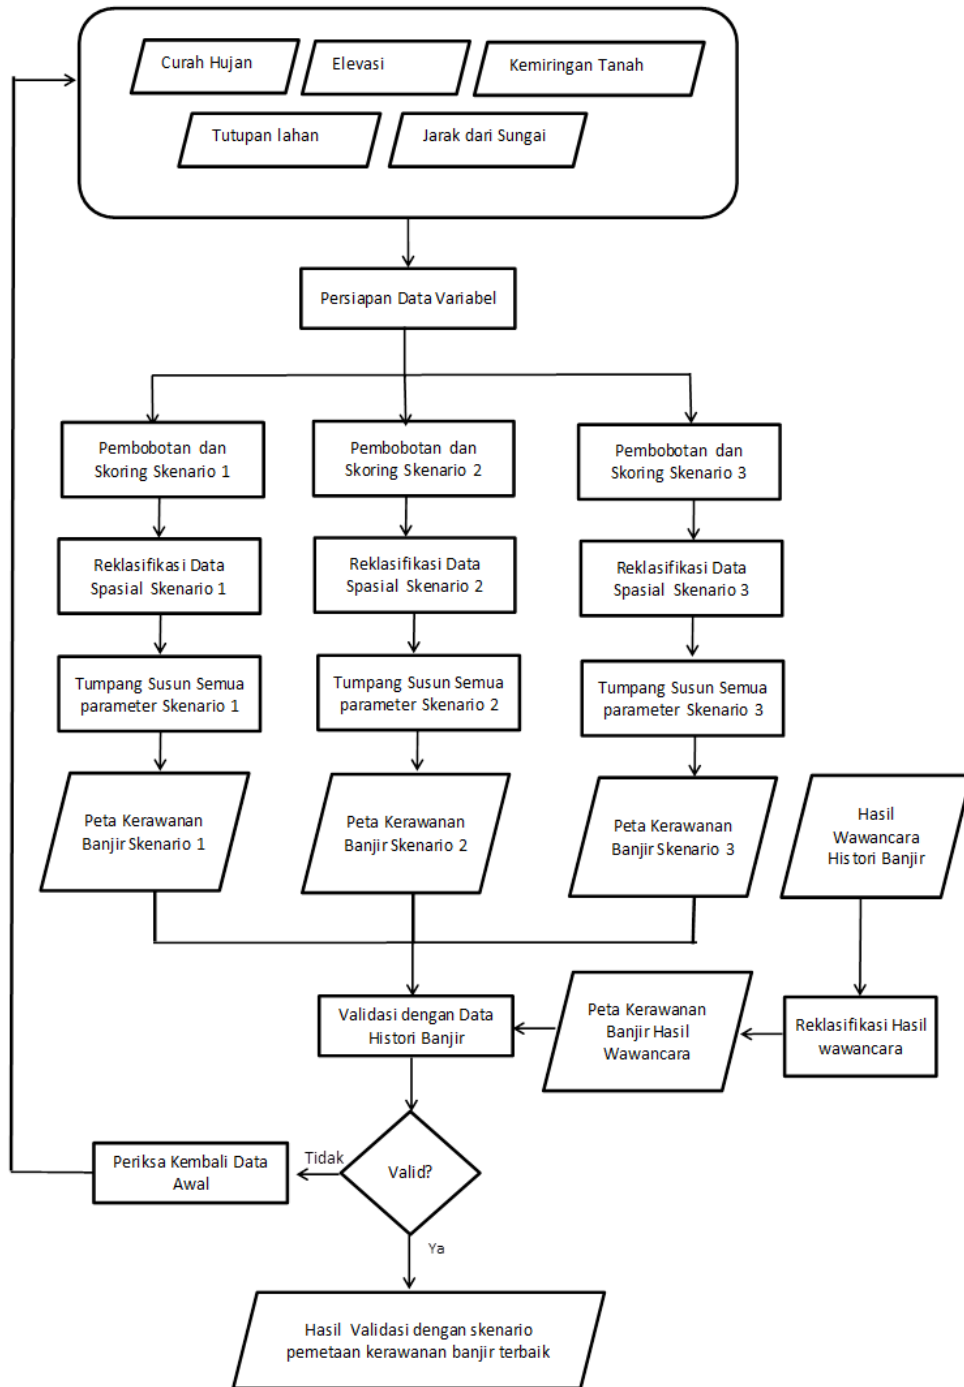 Curah Hujan
Elevasi
Kemiringan Tanah
Tutupan lahan
Jarak dari Sungai
Persiapan Data Variabel
Pembobotan dan
Skoring Skenario 1
Pembobotan dan
Skoring Skenario 2
Pembobotan dan
Skoring Skenario 3
Reklasifikasi Data
Spasial Skenario 1
Reklasifikasi Data
Spasial Skenario 2
Reklasifikasi Data
Spasial Skenario 3
Tumpang Susun Semua
parameter Skenario 1
Tumpang Susun Semua
parameter Skenario 2
Tumpang Susun Semua
parameter Skenario 3
Peta Kerawanan
Banjir Skenario 1
Peta Kerawanan
Banjir Skenario 2
Peta Kerawanan
Banjir Skenario 3
Hasil
Wawancara
Histori Banjir
Validasi dengan Data
Histori Banjir
Peta Kerawanan
Banjir Hasil
Wawancara
Reklasifikasi Hasil
wawancara
Periksa Kembali Data
Awal
Tidak
Valid?
Ya
Hasil Validasi dengan skenario
pemetaan kerawanan banjir terbaik